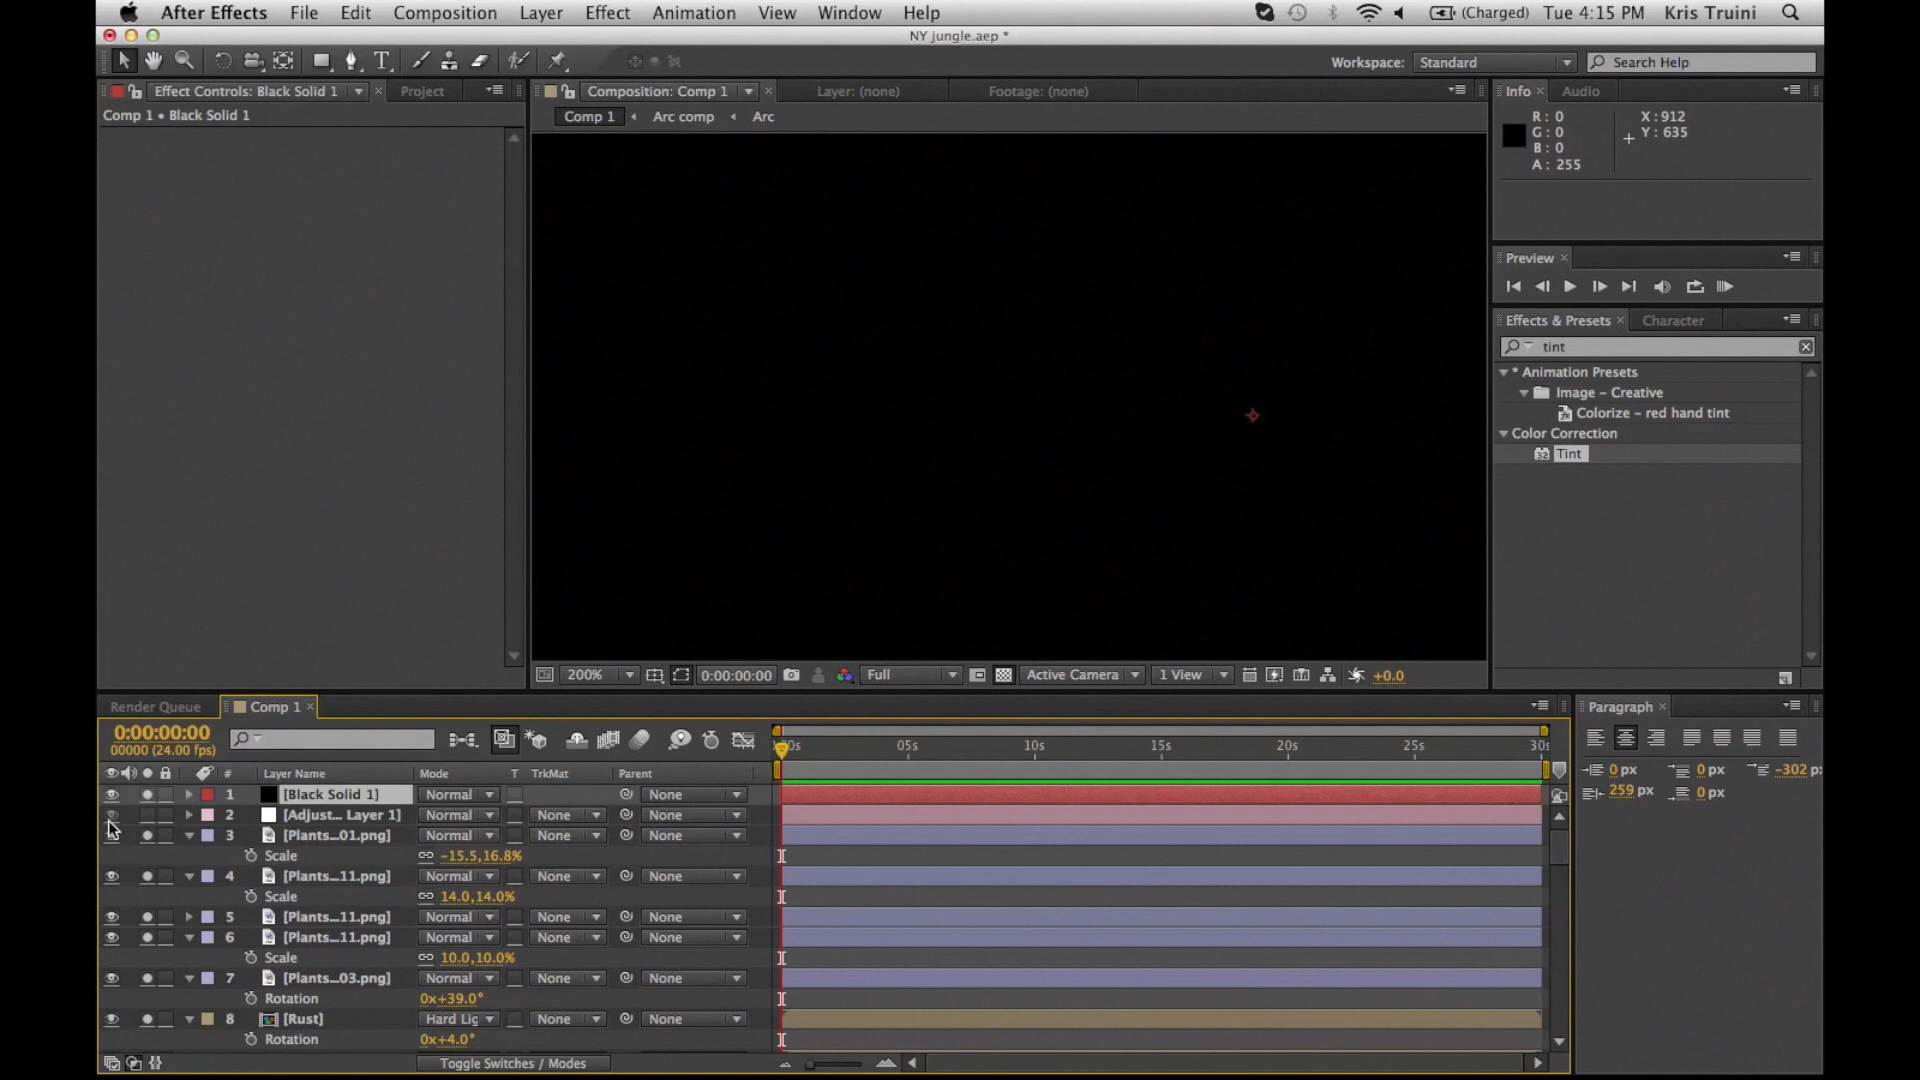 After Effects File Edit Composition Layer Effect Animation View Window Help (Charged) Tue 4:15 PM Kris Truini
NY jungle.aep *
Workspace: Standard Search Help
Effect Controls: Black Solid 1 Project
Composition: Comp 1 Layer: (none) Footage: (none)
Info Audio
Comp 1 • Black Solid 1
Comp 1 Arc comp Arc
R : 0 X : 912
G : 0 Y : 635
B : 0
A : 255
Preview
Effects & Presets Character
tint
* Animation Presets
Image – Creative
Colorize – red hand tint
Color Correction
32 Tint
200% 0:00:00:00 Full Active Camera 1 View +0.0
Render Queue Comp 1
Paragraph
0:00:00:00
00000 (24.00 fps)
05s 10s 15s 20s 25s
0 px 0 px -302
259 px 0 px
# Layer Name Mode T TrkMat Parent
1 [Black Solid 1] Normal None
2 [Adjust... Layer 1] Normal None None
3 [Plants...01.png] Normal None None
Scale -15.5,16.8%
4 [Plants...11.png] Normal None None
Scale 14.0,14.0%
5 [Plants...11.png] Normal None None
6 [Plants...11.png] Normal None None
Scale 10.0,10.0%
7 [Plants...03.png] Normal None None
Rotation 0x+39.0°
8 [Rust] Hard Lig None None
Rotation 0x+4.0°
Toggle Switches / Modes